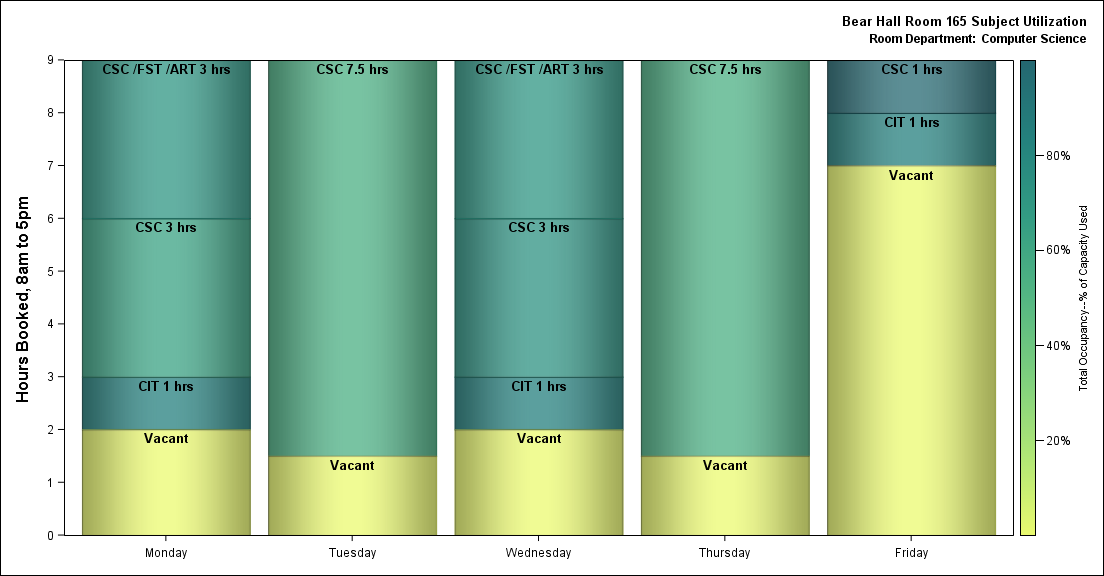 Bear Hall Room 165 Subject Utilization
Room Department: Computer Science
Hours Booked, 8am to 5pm
9
8
7
6
5
4
3
2
1
0
CSC /FST /ART 3 hrs
CSC 3 hrs
CIT 1 hrs
Vacant
CSC 7.5 hrs
Vacant
CSC /FST /ART 3 hrs
CSC 3 hrs
CIT 1 hrs
Vacant
CSC 7.5 hrs
Vacant
CSC 1 hrs
CIT 1 hrs
Vacant
Monday
Tuesday
Wednesday
Thursday
Friday
80%
60%
40%
20%
Total Occupancy--% of Capacity Used